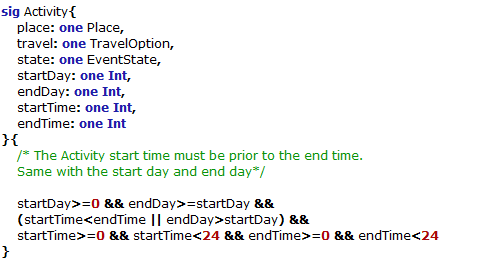 sig Activity{
place: one Place,
travel: one TravelOption,
state: one EventState,
startDay: one Int,
endDay: one Int,
startTime: one Int,
endTime: one Int
}{
/* The Activity start time must be prior to the end time.
Same with the start day and end day*/
startDay>=0 && endDay>=startDay &&
(startTime<endTime || endDay>startDay) &&
startTime>=0 && startTime<24 && endTime>=0 && endTime<24
}